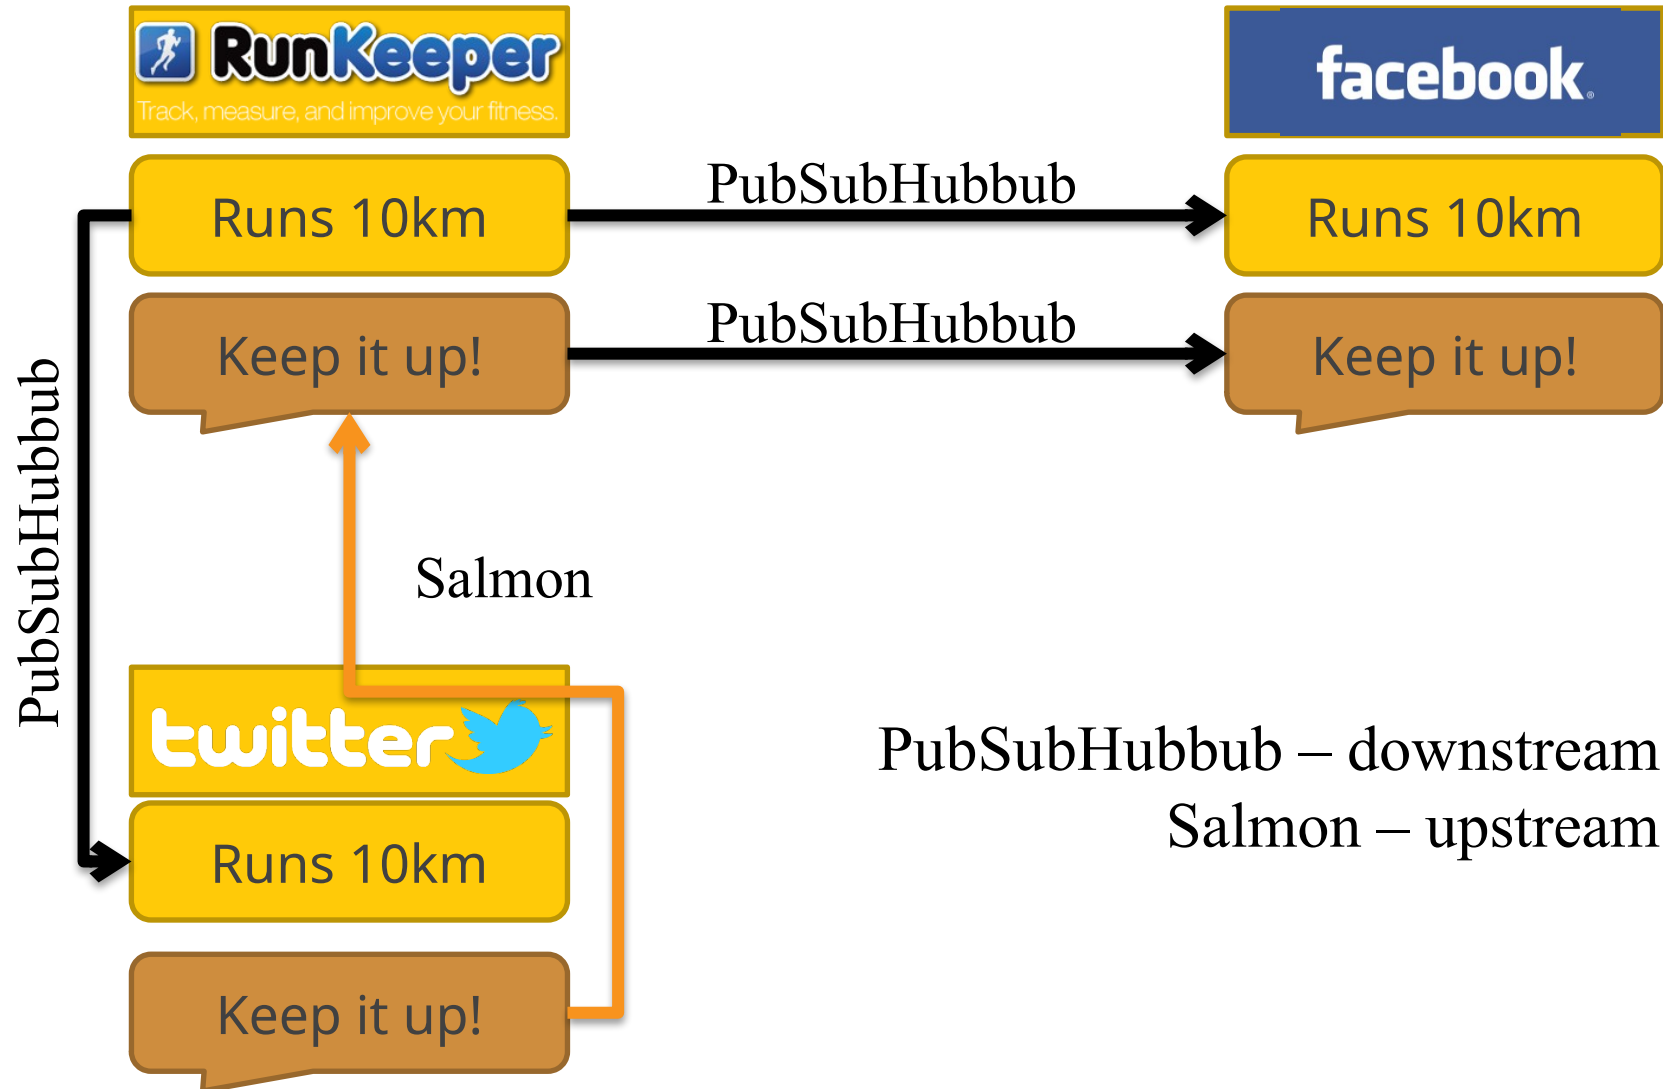 RunKeeper
Track, measure, and improve your fitness.
facebook®
Runs 10km
PubSubHubbub
Runs 10km
Keep it up!
PubSubHubbub
Keep it up!
PubSubHubbub
Salmon
twitter
PubSubHubbub – downstream
Salmon – upstream
Runs 10km
Keep it up!